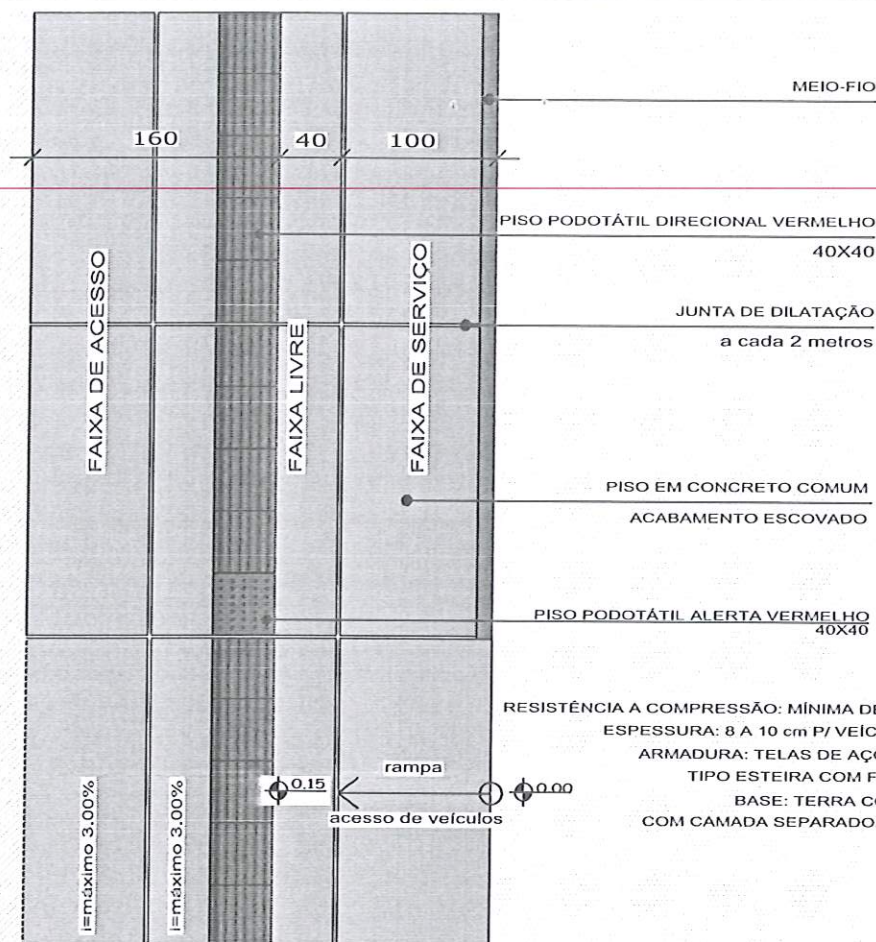 MEIO-FIO
160
40
100
PISO PODOTÁTIL DIRECIONAL VERMELHO
40X40
FAIXA DE ACESSO
FAIXA LIVRE
FAIXA DE SERVIÇO
JUNTA DE DILATAÇÃO
a cada 2 metros
PISO EM CONCRETO COMUM
ACABAMENTO ESCOVADO
PISO PODOTÁTIL ALERTA VERMELHO
40X40
RESISTÊNCIA A COMPRESSÃO: MÍNIMA DE
ESPESSURA: 8 A 10 cm P/ VEÍC
ARMADURA: TELAS DE AÇO
TIPO ESTEIRA COM F
BASE: TERRA CO
COM CAMADA SEPARADO
rampa
0.15
0.00
acesso de veículos
i=máximo 3.00%
i=máximo 3.00%